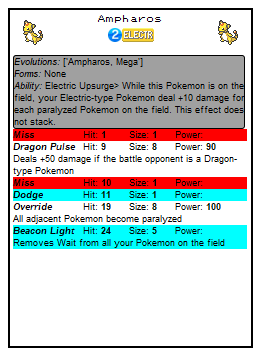 Ampharos
2 ELECTR
Evolutions: ['Ampharos, Mega']
Forms: None
Ability: Electric Upsurge> While this Pokemon is on the
field, your Electric-type Pokemon deal +10 damage for
each paralyzed Pokemon on the field. This effect does
not stack.
Miss Hit: 1 Size: 1 Power:
Dragon Pulse Hit: 9 Size: 8 Power: 90
Deals +50 damage if the battle opponent is a Dragon-
type Pokemon
Miss Hit: 10 Size: 1 Power:
Dodge Hit: 11 Size: 1 Power:
Override Hit: 19 Size: 8 Power: 100
All adjacent Pokemon become paralyzed
Beacon Light Hit: 24 Size: 5 Power:
Removes Wait from all your Pokemon on the field